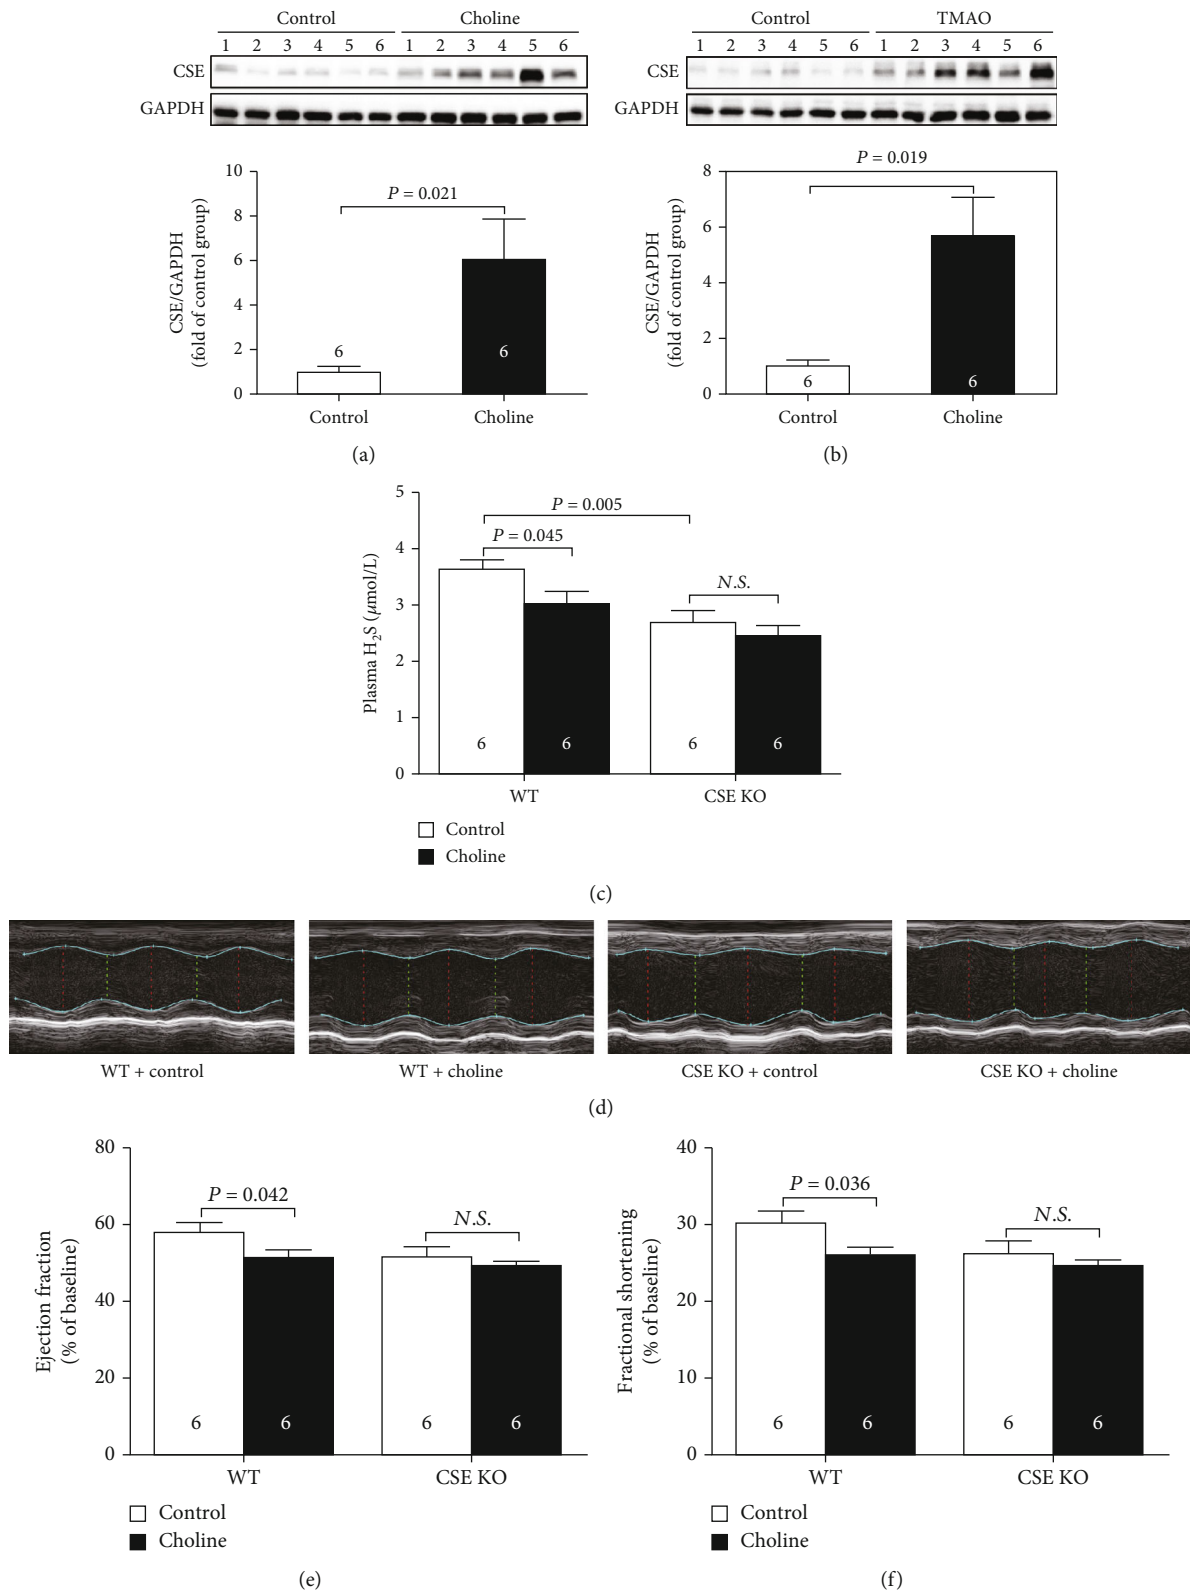 Control Choline
1 2 3 4 5 6 1 2 3 4 5 6
CSE
GAPDH
10
8
6
4
2
0
CSE/GAPDH
(fold of control group)
P = 0.021
6
6
Control Choline
(a)
Control TMAO
1 2 3 4 5 6 1 2 3 4 5 6
CSE
GAPDH
P = 0.019
8
6
4
2
0
CSE/GAPDH
(fold of control group)
6 6
Control Choline
(b)
5
4
3
2
1
0
Plasma H₂S (μmol/L)
P = 0.005
P = 0.045
N.S.
6 6 6 6
WT CSE KO
Control
Choline
(c)
WT + control WT + choline CSE KO + control CSE KO + choline
(d)
80
60
40
20
0
Ejection fraction
(% of baseline)
P = 0.042
N.S.
6 6 6 6
WT CSE KO
Control
Choline
(e)
40
30
20
10
0
Fractional shortening
(% of baseline)
P = 0.036
N.S.
6 6 6 6
WT CSE KO
Control
Choline
(f)